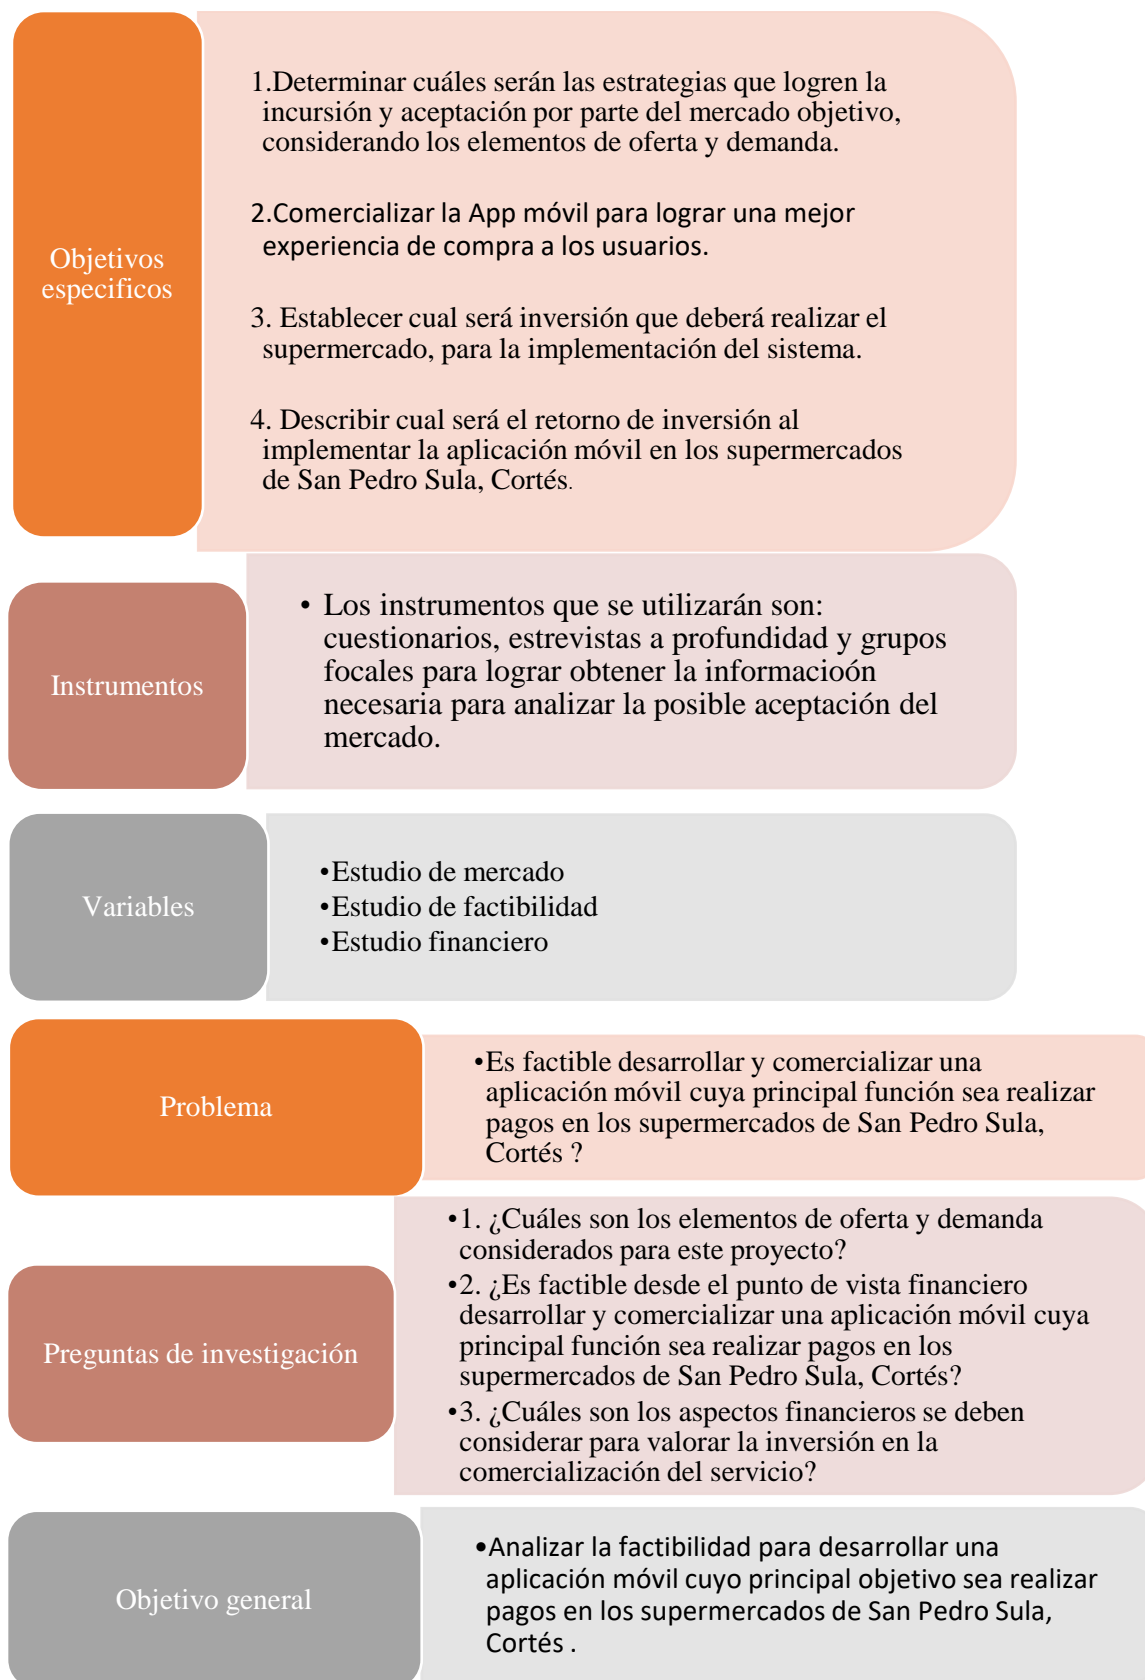 Objetivos
especificos
1.Determinar cuáles serán las estrategias que logren la
incursión y aceptación por parte del mercado objetivo,
considerando los elementos de oferta y demanda.
2.Comercializar la App móvil para lograr una mejor
experiencia de compra a los usuarios.
3. Establecer cual será inversión que deberá realizar el
supermercado, para la implementación del sistema.
4. Describir cual será el retorno de inversión al
implementar la aplicación móvil en los supermercados
de San Pedro Sula, Cortés.
Instrumentos
• Los instrumentos que se utilizarán son:
cuestionarios, estrevistas a profundidad y grupos
focales para lograr obtener la informacioón
necesaria para analizar la posible aceptación del
mercado.
Variables
•Estudio de mercado
•Estudio de factibilidad
•Estudio financiero
Problema
•Es factible desarrollar y comercializar una
aplicación móvil cuya principal función sea realizar
pagos en los supermercados de San Pedro Sula,
Cortés ?
Preguntas de investigación
•1. ¿Cuáles son los elementos de oferta y demanda
considerados para este proyecto?
•2. ¿Es factible desde el punto de vista financiero
desarrollar y comercializar una aplicación móvil cuya
principal función sea realizar pagos en los
supermercados de San Pedro Sula, Cortés?
•3. ¿Cuáles son los aspectos financieros se deben
considerar para valorar la inversión en la
comercialización del servicio?
Objetivo general
•Analizar la factibilidad para desarrollar una
aplicación móvil cuyo principal objetivo sea realizar
pagos en los supermercados de San Pedro Sula,
Cortés .